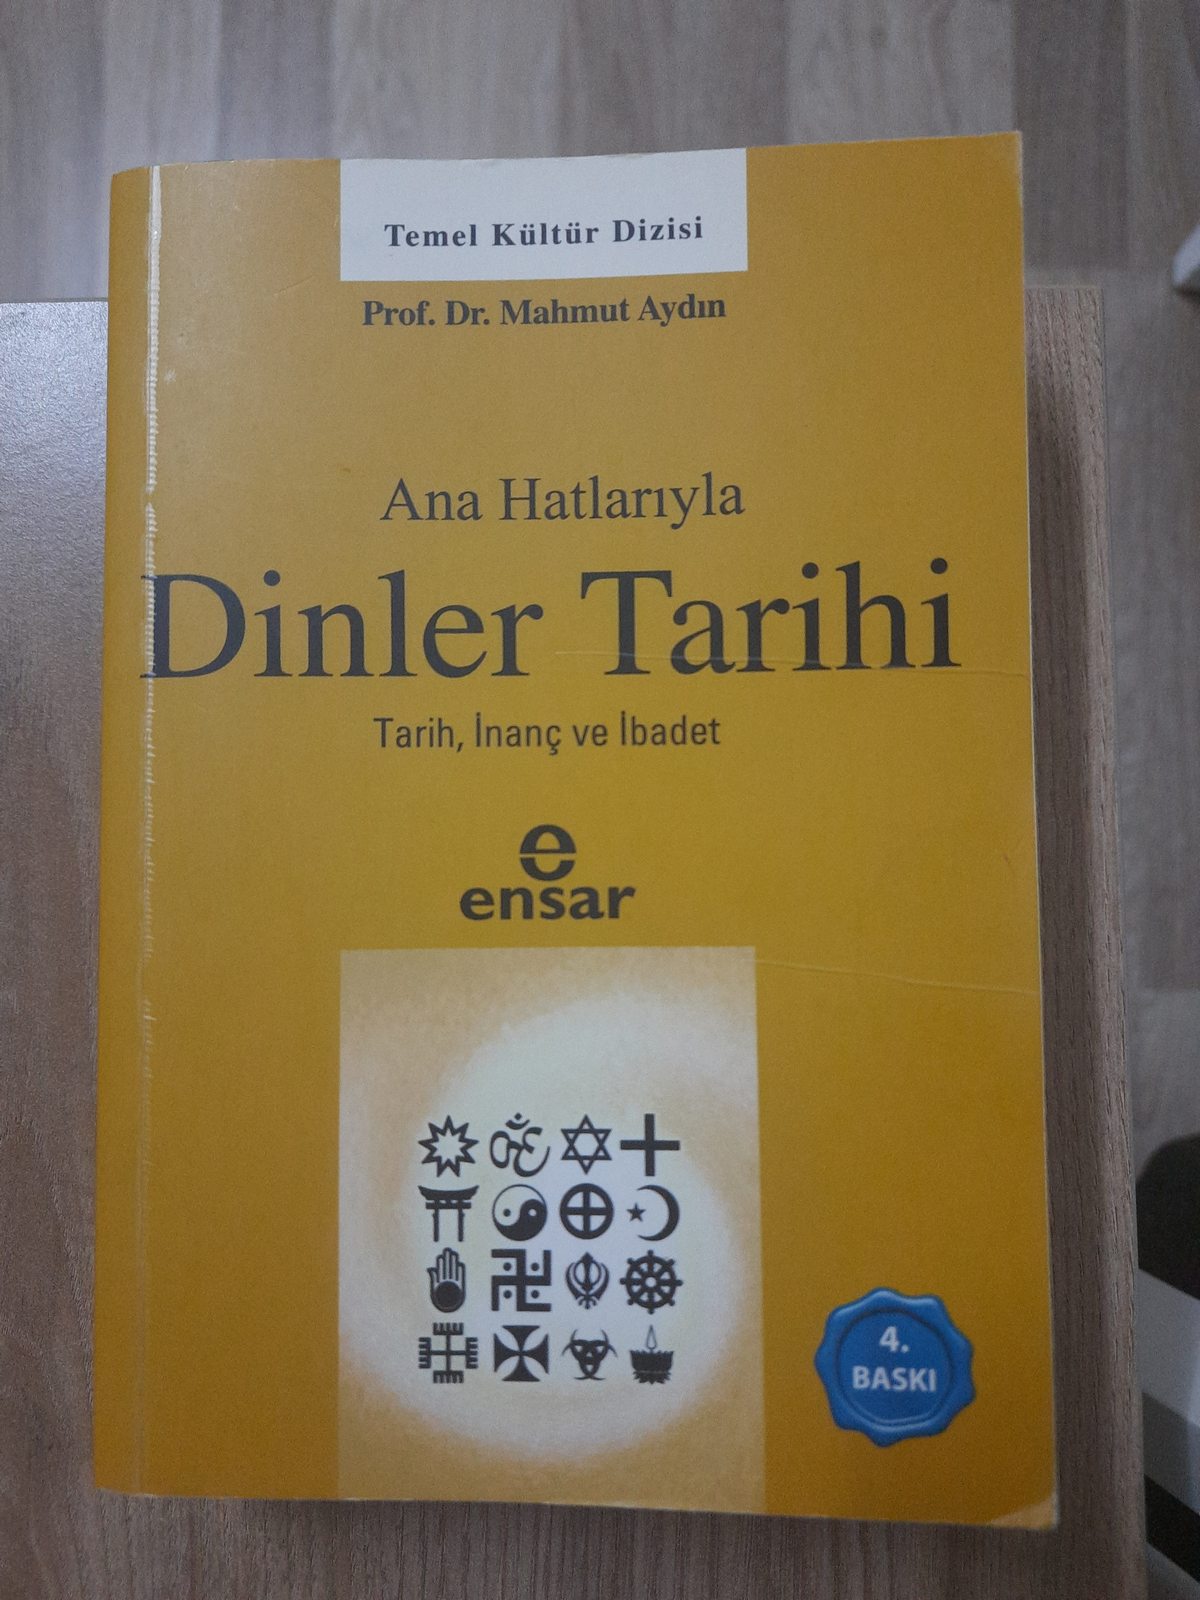 Temel Kültür Dizisi
Prof. Dr. Mahmut Aydın
Ana Hatlarıyla
Dinler Tarihi
Tarih, İnanç ve İbadet
e
ensar
4.
BASKI